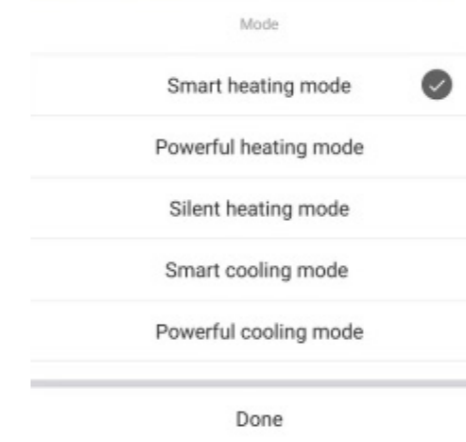 Mode
Smart heating mode
Powerful heating mode
Silent heating mode
Smart cooling mode
Powerful cooling mode
Done